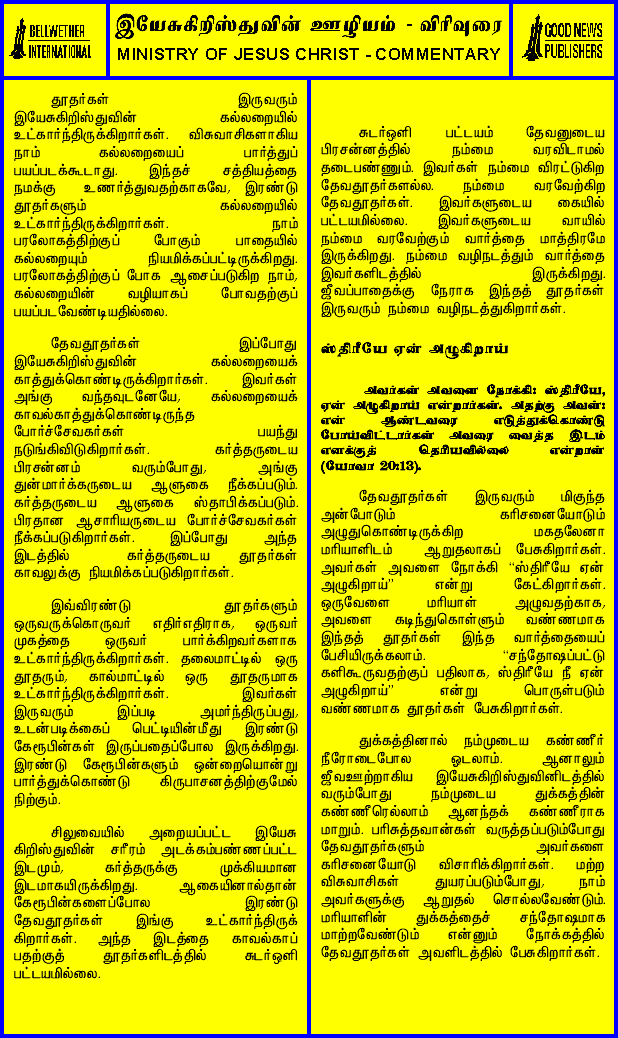 BELLWETHER
INTERNATIONAL
இயேசுகிறிஸ்துவின் ஊழியம் - விரிவுரை
MINISTRY OF JESUS CHRIST - COMMENTARY
GOOD NEWS
PUBLISHERS
தூதர்கள் இருவரும்
இயேசுகிறிஸ்துவின் கல்லறையில்
உட்கார்ந்திருக்கிறார்கள். விசுவாசிகளாகிய
நாம் கல்லறையைப் பார்த்துப்
பயப்படக்கூடாது. இந்தச் சத்தியத்தை
நமக்கு உணர்த்துவதற்காகவே, இரண்டு
தூதர்களும் கல்லறையில்
உட்கார்ந்திருக்கிறார்கள். நாம்
பரலோகத்திற்குப் போகும் பாதையில்
கல்லறையும் நியமிக்கப்பட்டிருக்கிறது.
பரலோகத்திற்குப் போக ஆசைப்படுகிற நாம்,
கல்லறையின் வழியாகப் போவதற்குப்
பயப்படவேண்டியதில்லை.
தேவதூதர்கள் இப்போது
இயேசுகிறிஸ்துவின் கல்லறையைக்
காத்துக்கொண்டிருக்கிறார்கள். இவர்கள்
அங்கு வந்தவுடனேயே, கல்லறையைக்
காவல்காத்துக்கொண்டிருந்த
போர்ச்சேவகர்கள் பயந்து
நடுங்கிவிடுகிறார்கள். கர்த்தருடைய
பிரசன்னம் வரும்போது, அங்கு
துன்மார்க்கருடைய ஆளுகை நீக்கப்படும்.
கர்த்தருடைய ஆளுகை ஸ்தாபிக்கப்படும்.
பிரதான ஆசாரியருடைய போர்ச்சேவகர்கள்
நீக்கப்படுகிறார்கள். இப்போது அந்த
இடத்தில் கர்த்தருடைய தூதர்கள்
காவலுக்கு நியமிக்கப்படுகிறார்கள்.
இவ்விரண்டு தூதர்களும்
ஒருவருக்கொருவர் எதிர்எதிராக, ஒருவர்
முகத்தை ஒருவர் பார்க்கிறவர்களாக
உட்கார்ந்திருக்கிறார்கள். தலைமாட்டில் ஒரு
தூதரும், கால்மாட்டில் ஒரு தூதருமாக
உட்கார்ந்திருக்கிறார்கள். இவர்கள்
இருவரும் இப்படி அமர்ந்திருப்பது,
உடன்படிக்கைப் பெட்டியின்மீது இரண்டு
கேரூபின்கள் இருப்பதைப்போல இருக்கிறது.
இரண்டு கேரூபின்களும் ஒன்றையொன்று
பார்த்துக்கொண்டு கிருபாசனத்திற்குமேல்
நிற்கும்.
சிலுவையில் அறையப்பட்ட இயேசு
கிறிஸ்துவின் சரீரம் அடக்கம்பண்ணப்பட்ட
இடமும், கர்த்தருக்கு முக்கியமான
இடமாகயிருக்கிறது. ஆகையினால்தான்
கேரூபின்களைப்போல இரண்டு
தேவதூதர்கள் இங்கு உட்கார்ந்திருக்
கிறார்கள். அந்த இடத்தை காவல்காப்
பதற்குத் தூதர்களிடத்தில் சுடர்ஒளி
பட்டயமில்லை.
சுடர்ஒளி பட்டயம் தேவனுடைய
பிரசன்னத்தில் நம்மை வரவிடாமல்
தடைபண்ணும். இவர்கள் நம்மை விரட்டுகிற
தேவதூதர்களல்ல. நம்மை வரவேற்கிற
தேவதூதர்கள். இவர்களுடைய கையில்
பட்டயமில்லை. இவர்களுடைய வாயில்
நம்மை வரவேற்கும் வார்த்தை மாத்திரமே
இருக்கிறது. நம்மை வழிநடத்தும் வார்த்தை
இவர்களிடத்தில் இருக்கிறது.
ஜீவப்பாதைக்கு நேராக இந்தத் தூதர்கள்
இருவரும் நம்மை வழிநடத்துகிறார்கள்.
ஸ்திரீயே ஏன் அழுகிறாய்
அவர்கள் அவளை நோக்கி: ஸ்திரீயே,
ஏன் அழுகிறாய் என்றார்கள். அதற்கு அவள்:
என் ஆண்டவரை எடுத்துக்கொண்டு
போய்விட்டார்கள் அவரை வைத்த இடம்
எனக்குத் தெரியவில்லை என்றாள்
(யோவா 20:13).
தேவதூதர்கள் இருவரும் மிகுந்த
அன்போடும் கரிசனையோடும்
அழுதுகொண்டிருக்கிற மகதலேனா
மரியாளிடம் ஆறுதலாகப் பேசுகிறார்கள்.
அவர்கள் அவளை நோக்கி "ஸ்திரீயே ஏன்
அழுகிறாய்" என்று கேட்கிறார்கள்.
ஒருவேளை மரியாள் அழுவதற்காக,
அவளை கடிந்துகொள்ளும் வண்ணமாக
இந்தத் தூதர்கள் இந்த வார்த்தையைப்
பேசியிருக்கலாம். "சந்தோஷப்பட்டு
களிகூருவதற்குப் பதிலாக, ஸ்திரீயே நீ ஏன்
அழுகிறாய்" என்று பொருள்படும்
வண்ணமாக தூதர்கள் பேசுகிறார்கள்.
துக்கத்தினால் நம்முடைய கண்ணீர்
நீரோடைபோல ஓடலாம். ஆனாலும்
ஜீவஊற்றாகிய இயேசுகிறிஸ்துவினிடத்தில்
வரும்போது நம்முடைய துக்கத்தின்
கண்ணீரெல்லாம் ஆனந்தக் கண்ணீராக
மாறும். பரிசுத்தவான்கள் வருத்தப்படும்போது
தேவதூதர்களும் அவர்களை
கரிசனையோடு விசாரிக்கிறார்கள். மற்ற
விசுவாசிகள் துயரப்படும்போது, நாம்
அவர்களுக்கு ஆறுதல் சொல்லவேண்டும்.
மரியாளின் துக்கத்தைச் சந்தோஷமாக
மாற்றவேண்டும் என்னும் நோக்கத்தில்
தேவதூதர்கள் அவளிடத்தில் பேசுகிறார்கள்.